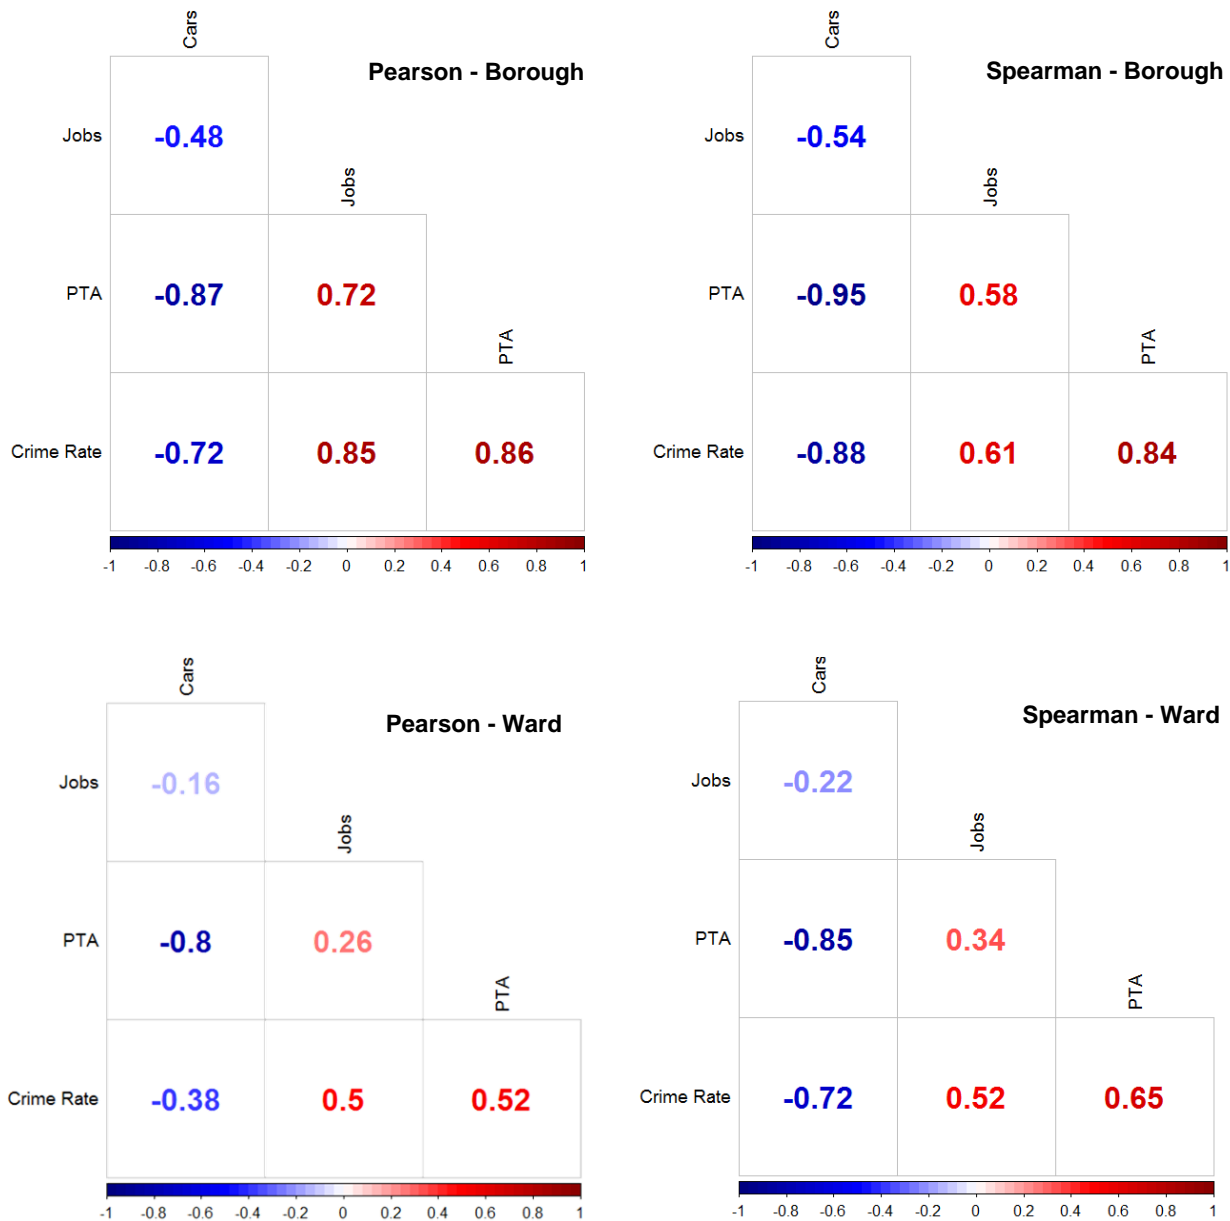 Cars
Pearson - Borough
Jobs -0.48
Jobs
PTA -0.87 0.72
PTA
Crime Rate -0.72 0.85 0.86
-1 -0.8 -0.6 -0.4 -0.2 0 0.2 0.4 0.6 0.8 1
Cars
Spearman - Borough
Jobs -0.54
Jobs
PTA -0.95 0.58
PTA
Crime Rate -0.88 0.61 0.84
-1 -0.8 -0.6 -0.4 -0.2 0 0.2 0.4 0.6 0.8 1
Cars
Pearson - Ward
Jobs -0.16
Jobs
PTA -0.8 0.26
PTA
Crime Rate -0.38 0.5 0.52
-1 -0.8 -0.6 -0.4 -0.2 0 0.2 0.4 0.6 0.8 1
Cars
Spearman - Ward
Jobs -0.22
Jobs
PTA -0.85 0.34
PTA
Crime Rate -0.72 0.52 0.65
-1 -0.8 -0.6 -0.4 -0.2 0 0.2 0.4 0.6 0.8 1